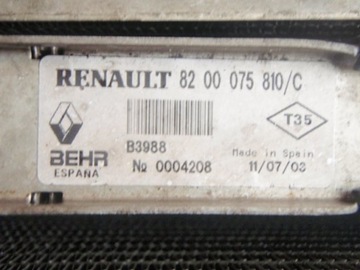 RENAULT 82 00 075 810/C
B3988
T35
BEHR
ESPAÑA
№ 0004208
Made in Spain
11/07/03